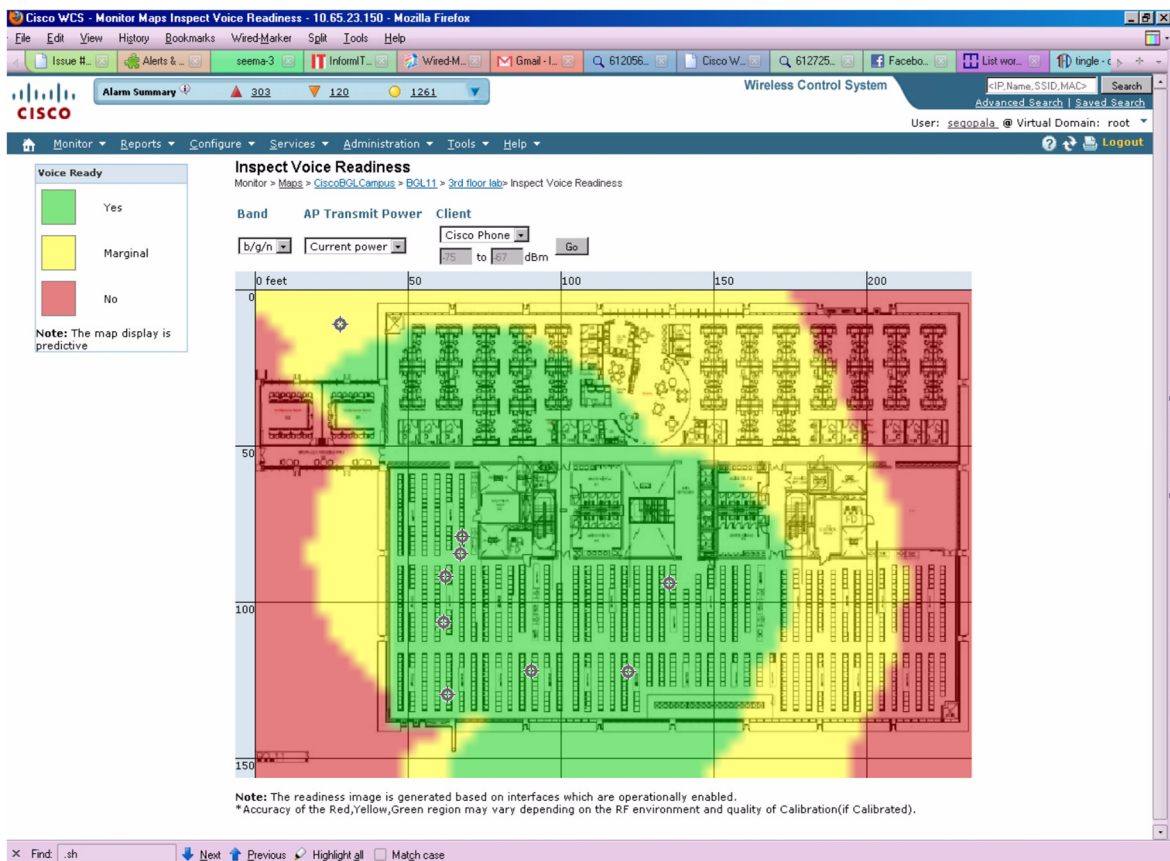 Cisco WCS - Monitor Maps Inspect Voice Readiness - 10.65.23.150 - Mozilla Firefox
File Edit View History Bookmarks Wired-Marker Split Tools Help
Issue #... Alerts & ... seema-3 InformIT... Wired-M... Gmail - I... 612056... Cisco W... 612725... Facebo... List wor... tingle - c
CISCO
Alarm Summary 303 120 1261
Wireless Control System
<IP,Name,SSID,MAC> Search
Advanced Search | Saved Search
User: segopala @ Virtual Domain: root
Monitor Reports Configure Services Administration Tools Help Logout
Voice Ready
Yes
Marginal
No
Note: The map display is
predictive
Inspect Voice Readiness
Monitor > Maps > CiscoBGLCampus > BGL11 > 3rd floor lab> Inspect Voice Readiness
Band AP Transmit Power Client
b/g/n Current power Cisco Phone
-75 to -67 dBm Go
0 feet 50 100 150 200
0
50
100
150
BGL11
Note: The readiness image is generated based on interfaces which are operationally enabled.
*Accuracy of the Red,Yellow,Green region may vary depending on the RF environment and quality of Calibration(if Calibrated).
Find: .sh Next Previous Highlight all Match case